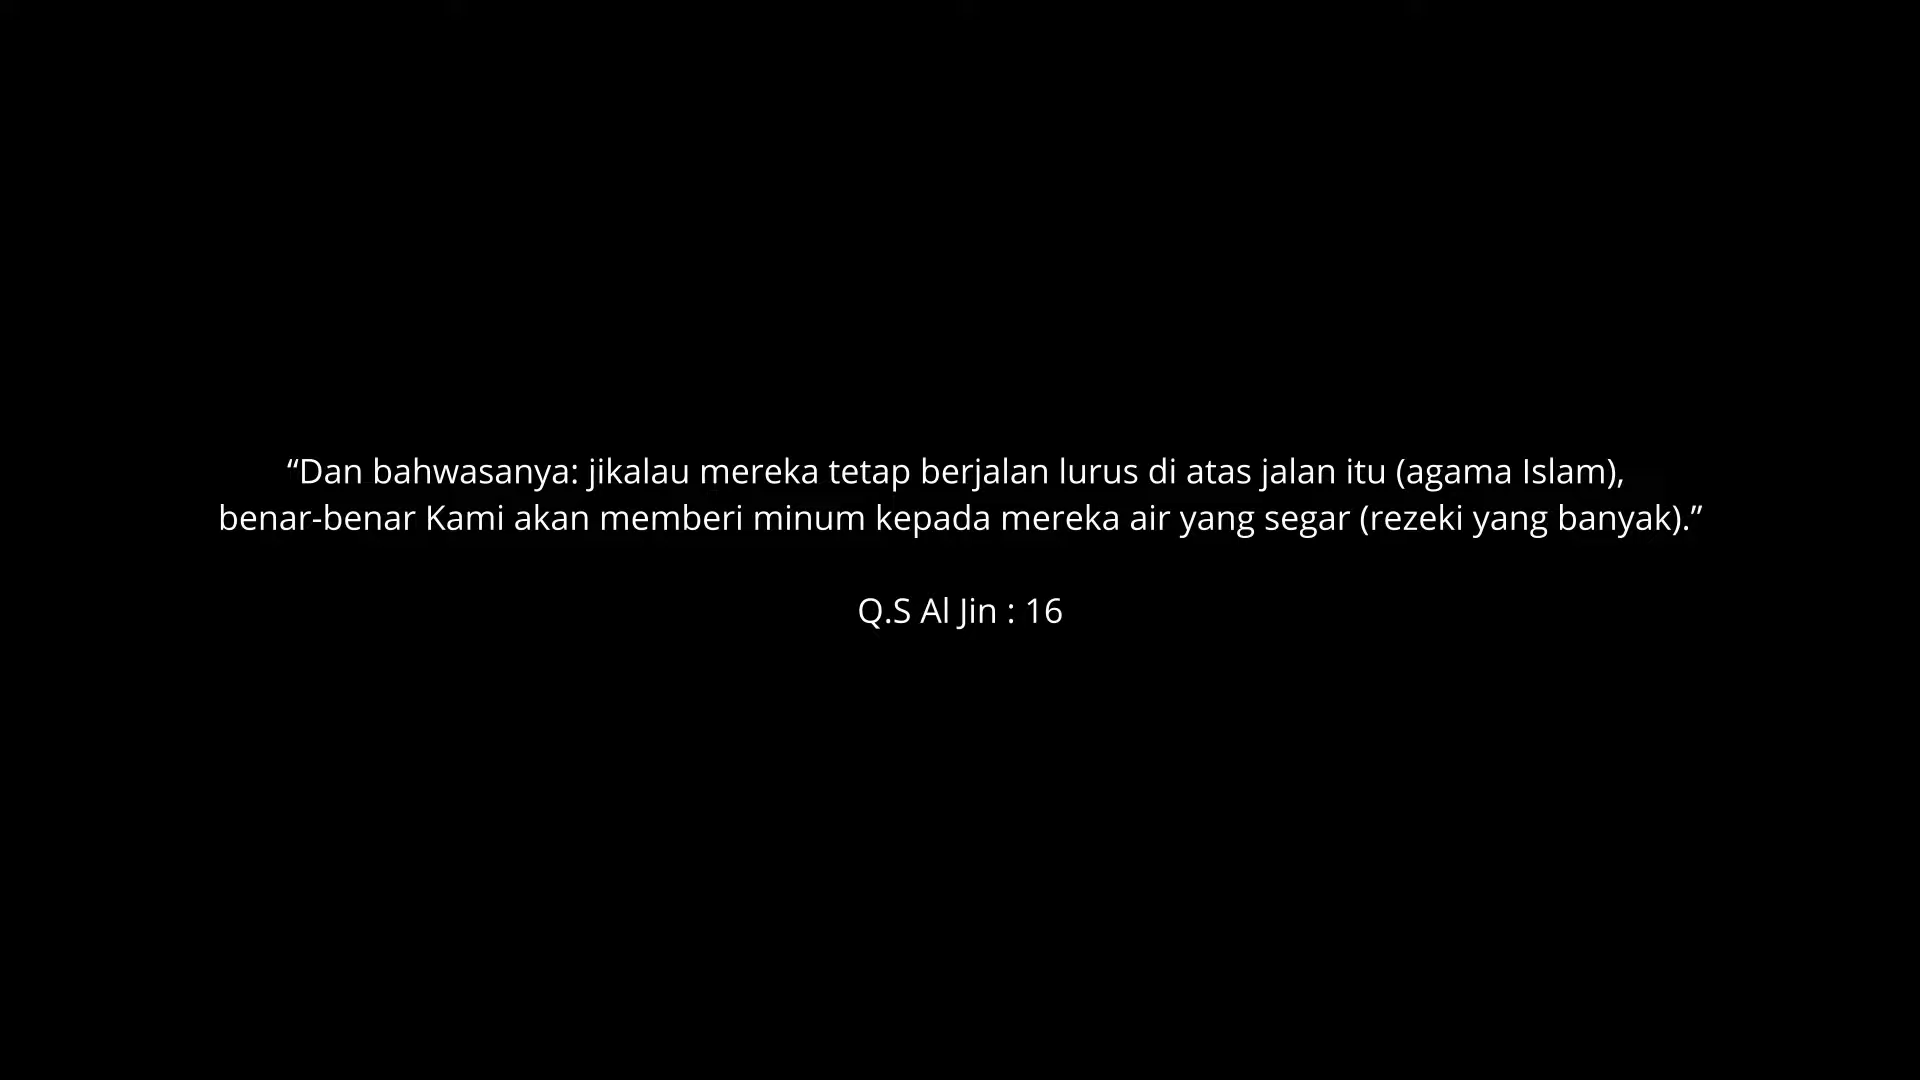 “Dan bahwasanya: jikalau mereka tetap berjalan lurus di atas jalan itu (agama Islam),
benar-benar Kami akan memberi minum kepada mereka air yang segar (rezeki yang banyak).”
Q.S Al Jin : 16